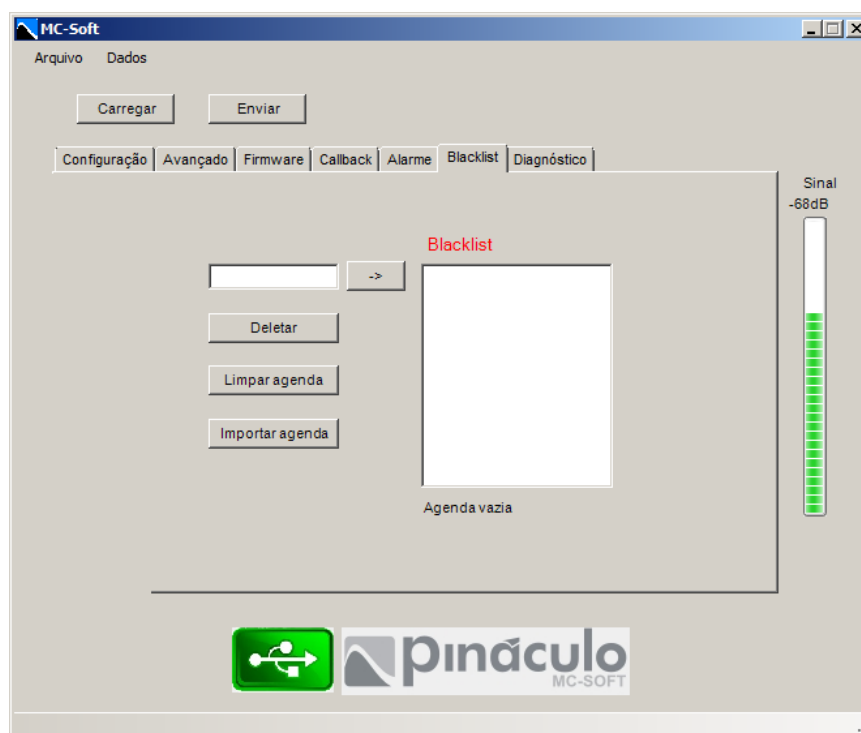 MC-Soft
Arquivo Dados
Carregar Enviar
Configuração Avançado Firmware Callback Alarme Blacklist Diagnóstico
Sinal
-68dB
Blacklist
->
Deletar
Limpar agenda
Importar agenda
Agenda vazia
Pináculo
MC-SOFT